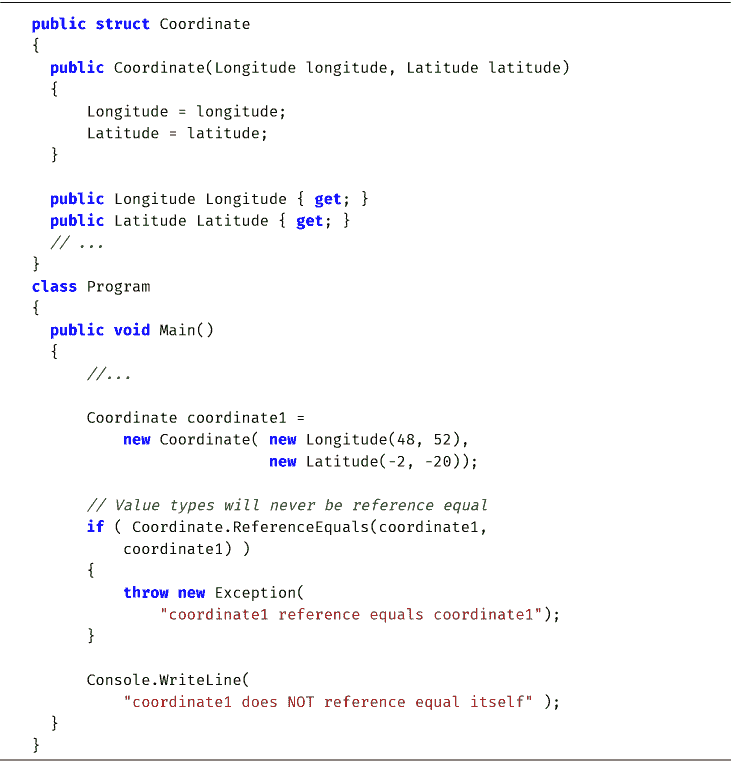 public struct Coordinate
{
  public Coordinate(Longitude longitude, Latitude latitude)
  {
      Longitude = longitude;
      Latitude = latitude;
  }

  public Longitude Longitude { get; }
  public Latitude Latitude { get; }
  // ...
}
class Program
{
  public void Main()
  {
      //...

      Coordinate coordinate1 =
          new Coordinate( new Longitude(48, 52),
                          new Latitude(-2, -20));

      // Value types will never be reference equal
      if ( Coordinate.ReferenceEquals(coordinate1,
          coordinate1) )
      {
          throw new Exception(
              "coordinate1 reference equals coordinate1");
      }

      Console.WriteLine(
          "coordinate1 does NOT reference equal itself" );
  }
}